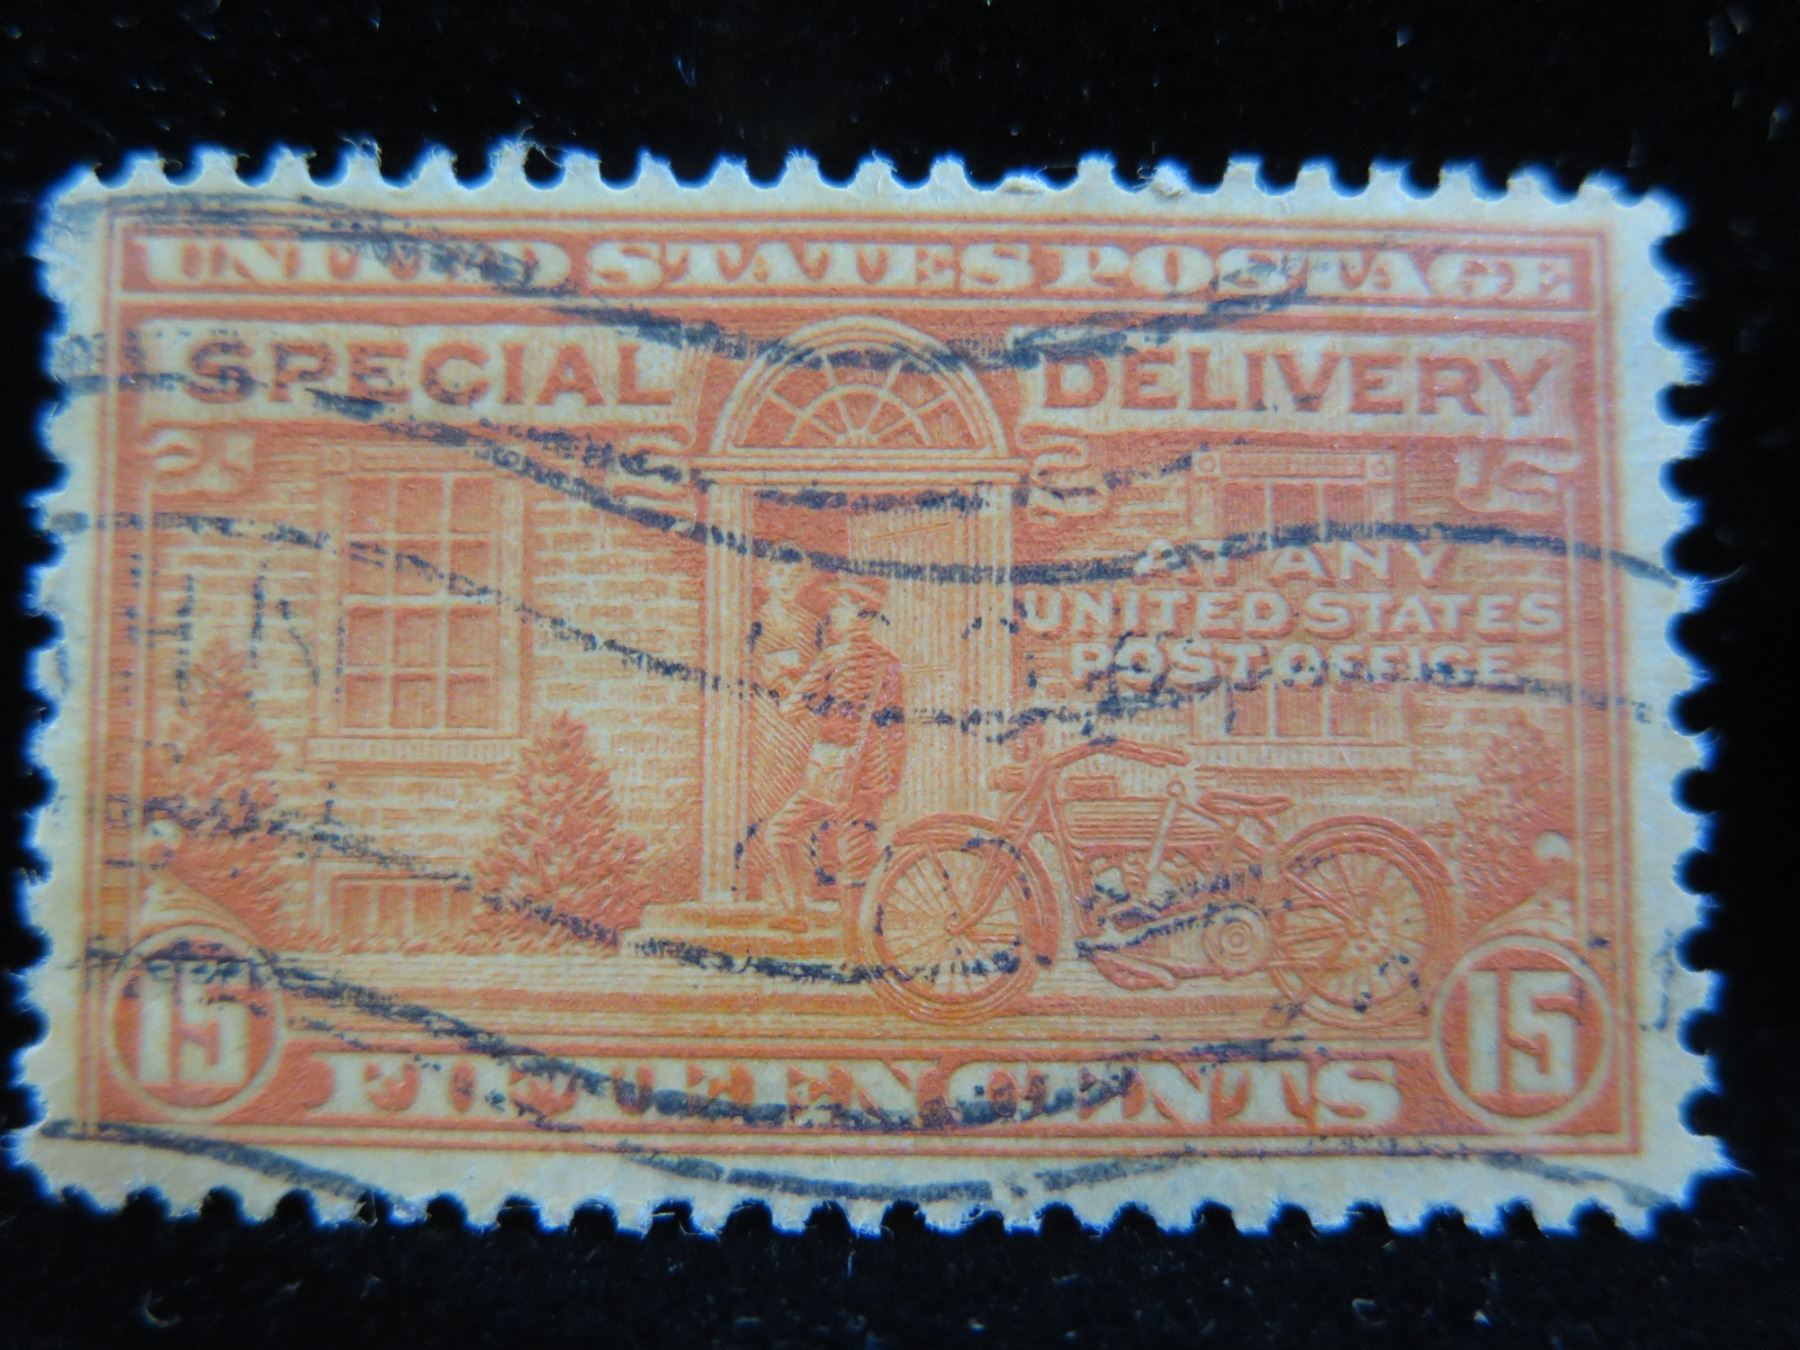 UNITED STATES POSTAGE
SPECIAL DELIVERY
AT ANY
UNITED STATES
POST OFFICE
15 FIFTEEN CENTS 15